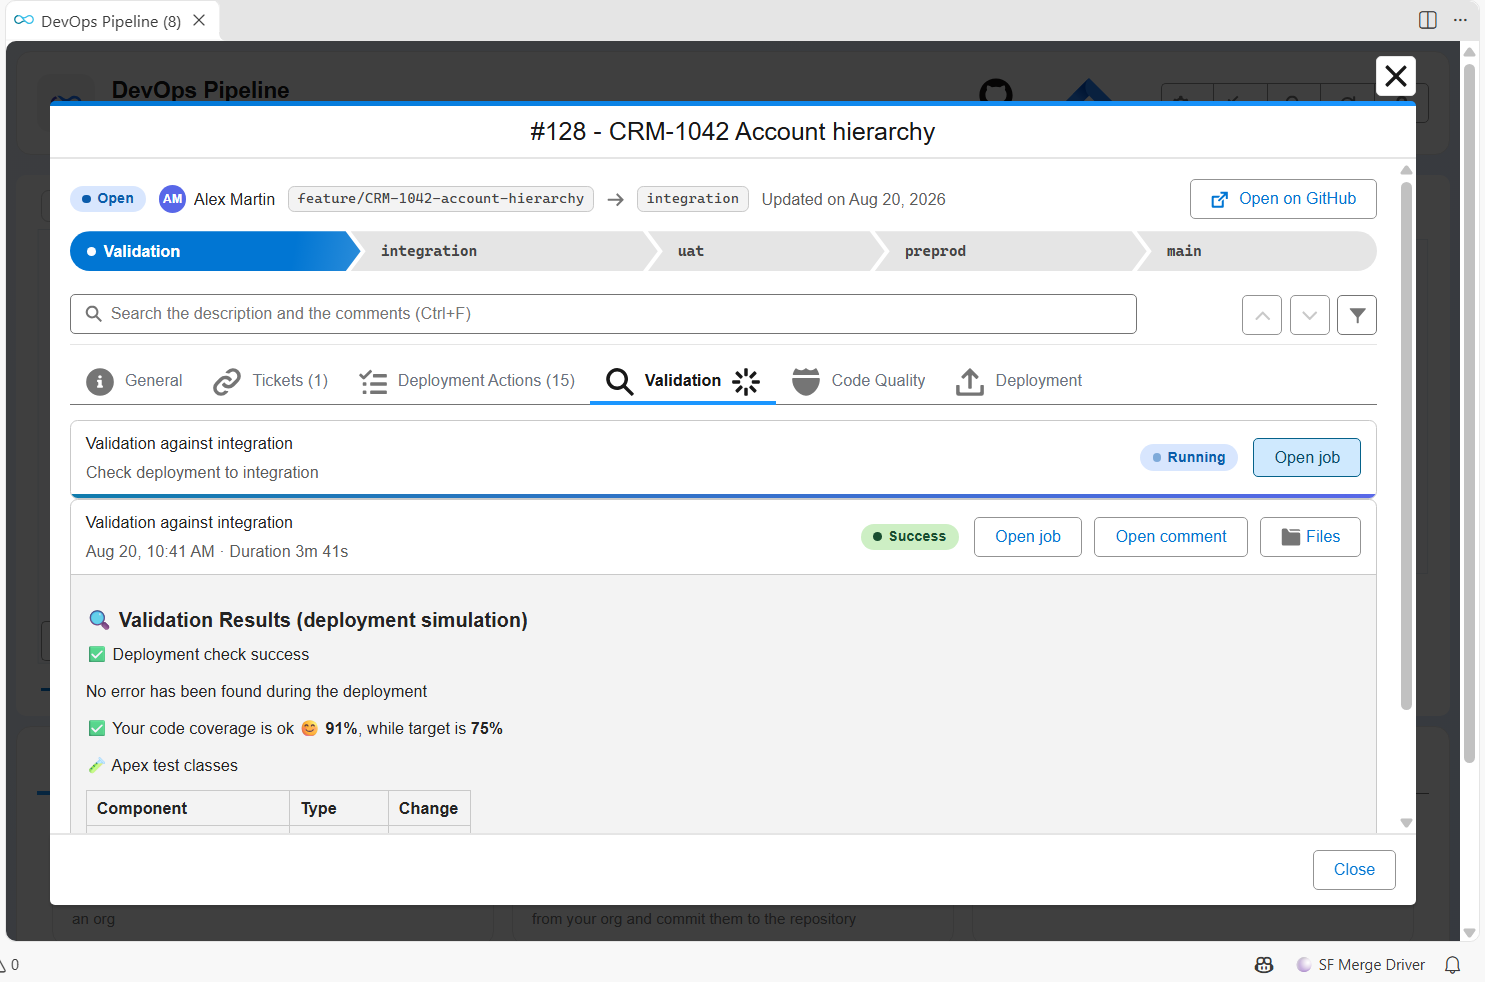 DevOps Pipeline (8)
DevOps Pipeline
#128 - CRM-1042 Account hierarchy
Open
AM
Alex Martin
feature/CRM-1042-account-hierarchy
integration
Updated on Aug 20, 2026
Open on GitHub
Validation
integration
uat
preprod
main
Search the description and the comments (Ctrl+F)
General
Tickets (1)
Deployment Actions (15)
Validation
Code Quality
Deployment
Validation against integration
Check deployment to integration
Running
Open job
Validation against integration
Aug 20, 10:41 AM · Duration 3m 41s
Success
Open job
Open comment
Files
Validation Results (deployment simulation)
Deployment check success
No error has been found during the deployment
Your code coverage is ok 😊 91%, while target is 75%
Apex test classes
Component
Type
Change
Close
an org
from your org and commit them to the repository
0
SF Merge Driver